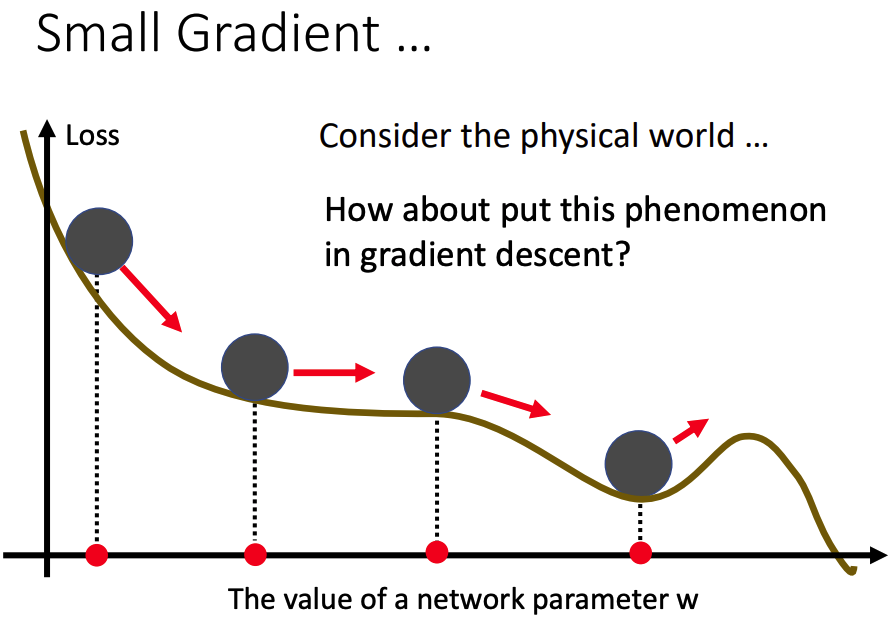 Small Gradient ...
Loss
Consider the physical world ...
How about put this phenomenon
in gradient descent?
The value of a network parameter w